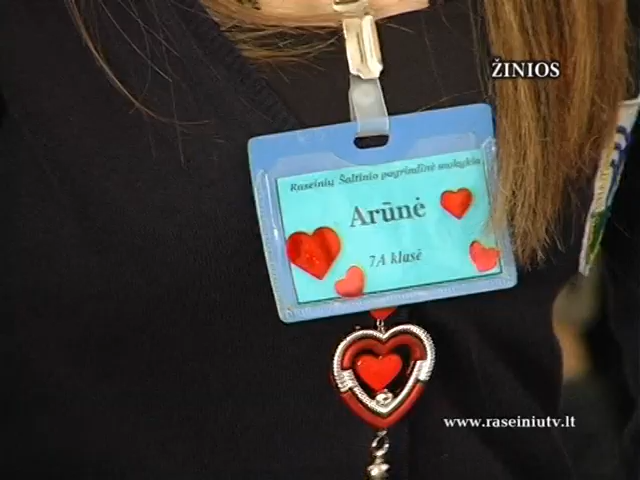 ŽINIOS
Raseinių Šaltinio pagrindinė mokykla
Arūnė
7A klasė
www.raseiniutv.lt